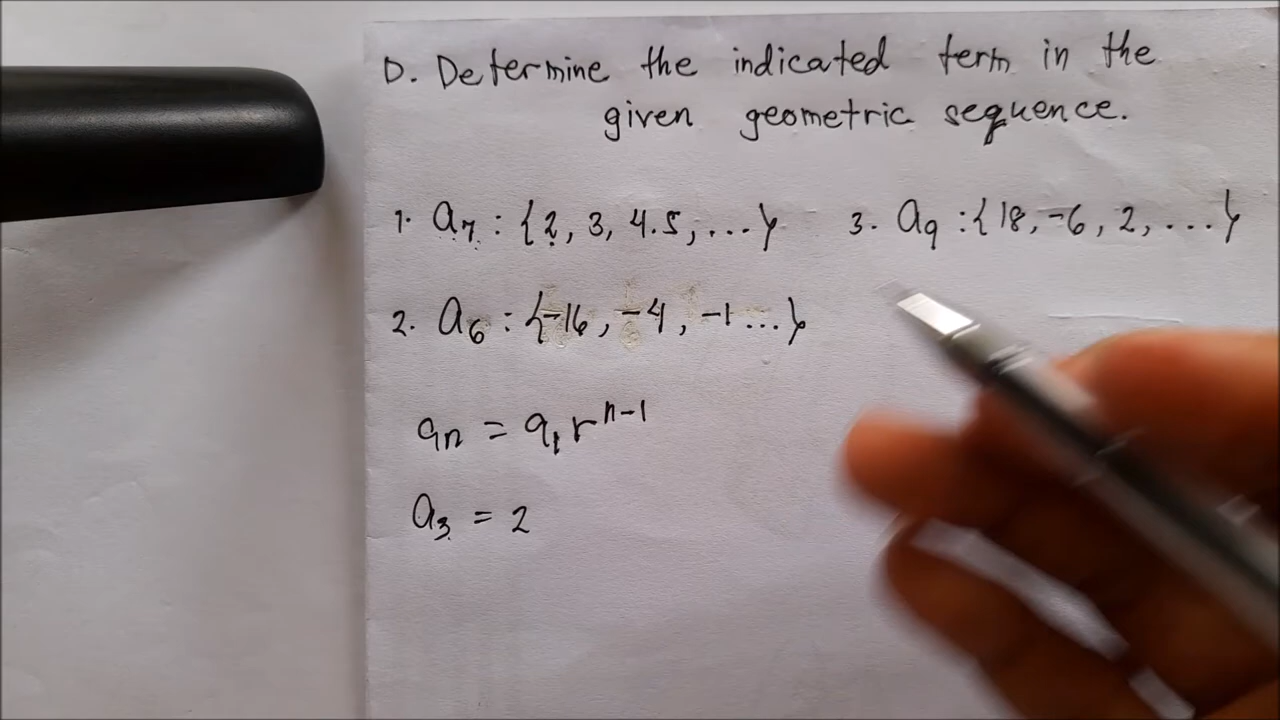 D. Determine the indicated term in the
given geometric sequence.
1. a₇ : {2, 3, 4.5, ...}
3. a₉ : {18, -6, 2, ...}
2. a₆ : {-16, -4, -1 ...}
aₙ = a₁rⁿ⁻¹
a₃ = 2